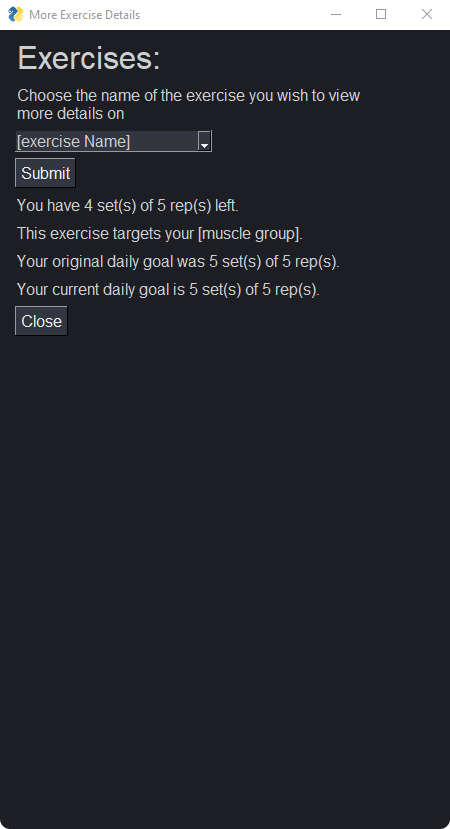 More Exercise Details
Exercises:
Choose the name of the exercise you wish to view
more details on
[exercise Name]
Submit
You have 4 set(s) of 5 rep(s) left.
This exercise targets your [muscle group].
Your original daily goal was 5 set(s) of 5 rep(s).
Your current daily goal is 5 set(s) of 5 rep(s).
Close